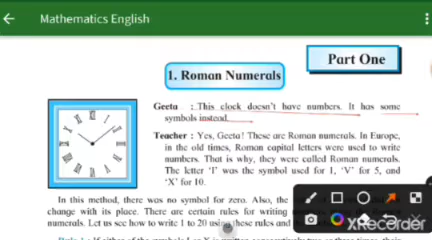 Mathematics English
Part One
1. Roman Numerals
Geeta : This clock doesn't have numbers. It has some
symbols instead.
Teacher : Yes, Geeta! These are Roman numerals. In Europe,
in the old times, Roman capital letters were used to write
numbers. That is why, they were called Roman numerals.
The letter 'I' was the symbol used for 1, 'V' for 5, and
'X' for 10.
In this method, there was no symbol for zero. Also, the
change with its place. There are certain rules for writing
numerals. Let us see how to write 1 to 20 using these rules and
XRecorder